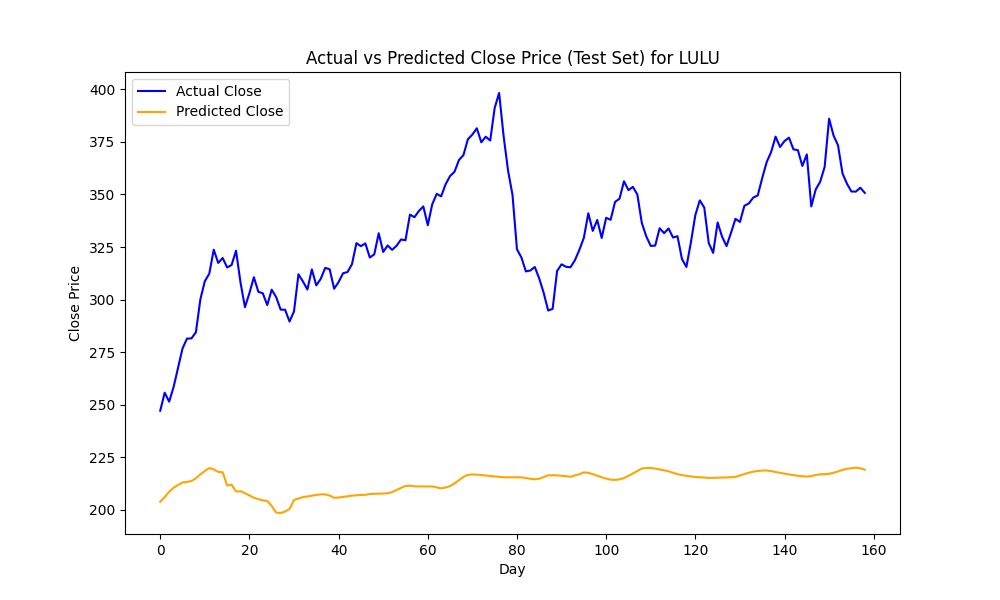 Actual vs Predicted Close Price (Test Set) for LULU
Actual Close
Predicted Close
400
375
350
325
300
275
250
225
200
Close Price
0 20 40 60 80 100 120 140 160
Day